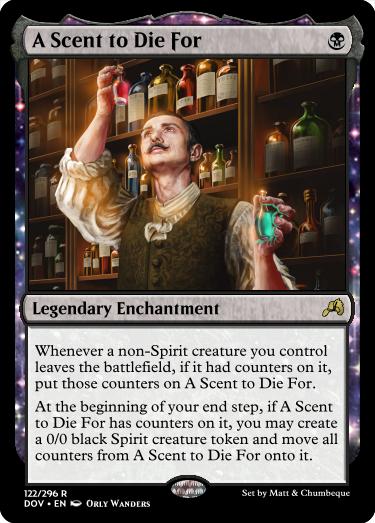 A Scent to Die For
Legendary Enchantment
Whenever a non-Spirit creature you control
leaves the battlefield, if it had counters on it,
put those counters on A Scent to Die For.
At the beginning of your end step, if A Scent
to Die For has counters on it, you may create
a 0/0 black Spirit creature token and move all
counters from A Scent to Die For onto it.
122/296 R
DOV • EN Orly Wanders
Set by Matt & Chumbeque